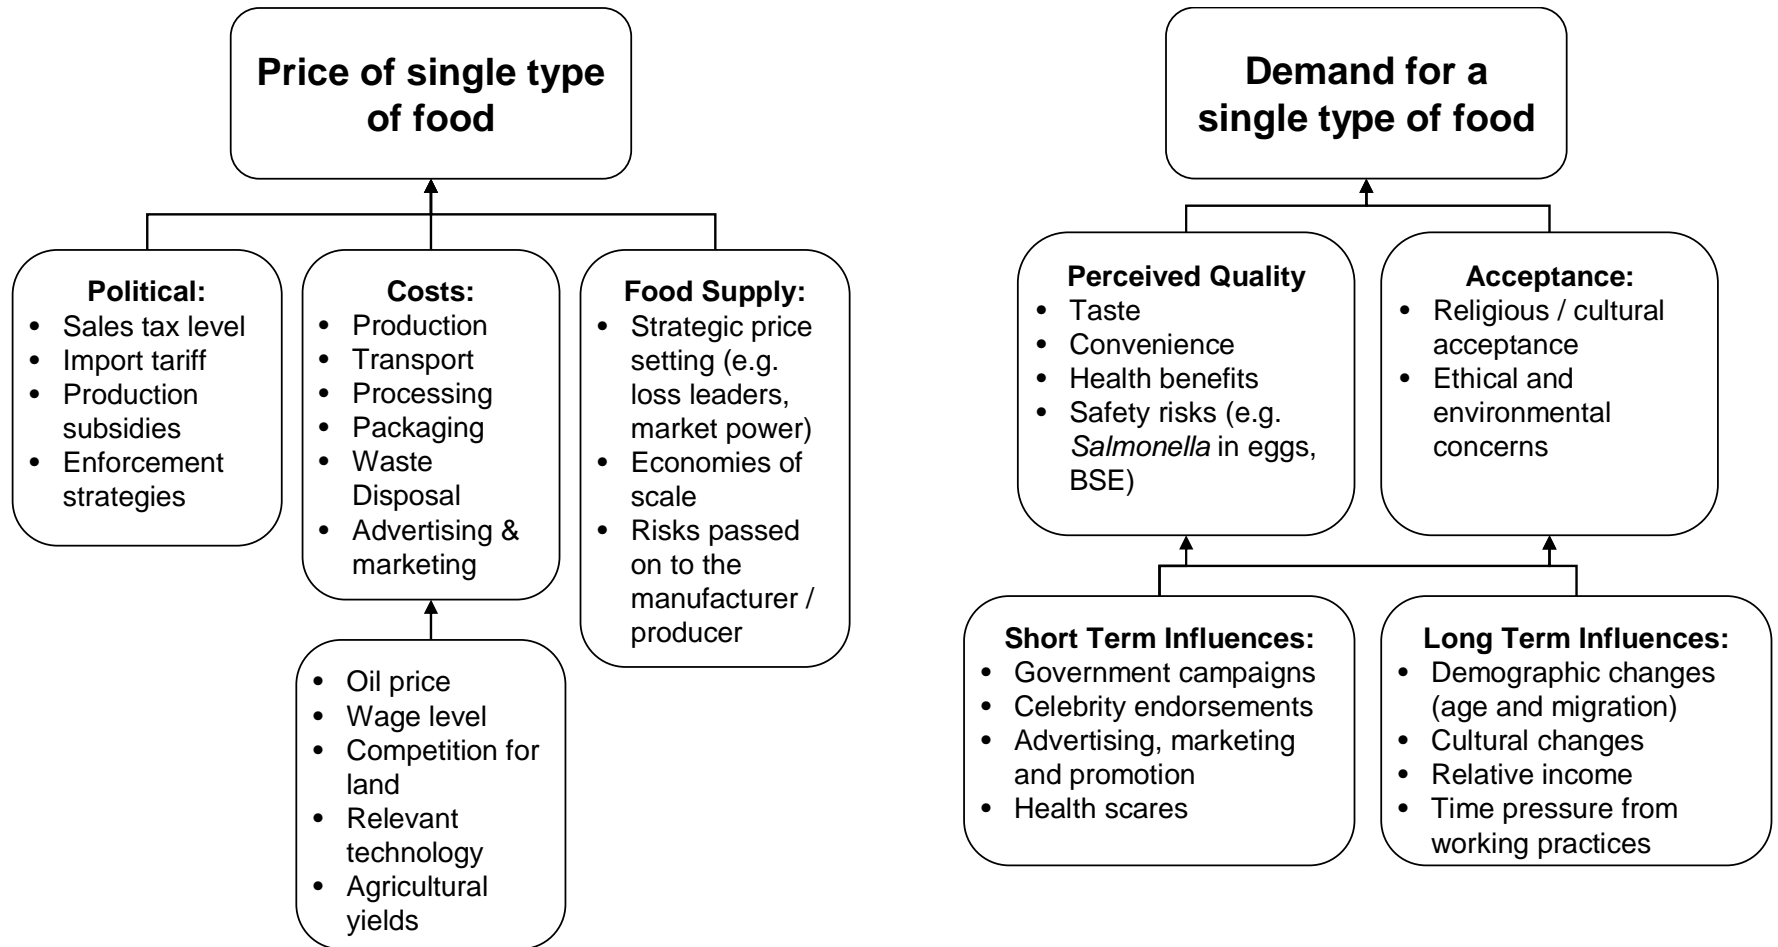 Price of single type
of food
Political:
• Sales tax level
• Import tariff
• Production
subsidies
• Enforcement
strategies
Costs:
• Production
• Transport
• Processing
• Packaging
• Waste
Disposal
• Advertising &
marketing
Food Supply:
• Strategic price
setting (e.g.
loss leaders,
market power)
• Economies of
scale
• Risks passed
on to the
manufacturer /
producer
• Oil price
• Wage level
• Competition for
land
• Relevant
technology
• Agricultural
yields
Demand for a
single type of food
Perceived Quality
• Taste
• Convenience
• Health benefits
• Safety risks (e.g.
Salmonella in eggs,
BSE)
Acceptance:
• Religious / cultural
acceptance
• Ethical and
environmental
concerns
Short Term Influences:
• Government campaigns
• Celebrity endorsements
• Advertising, marketing
and promotion
• Health scares
Long Term Influences:
• Demographic changes
(age and migration)
• Cultural changes
• Relative income
• Time pressure from
working practices